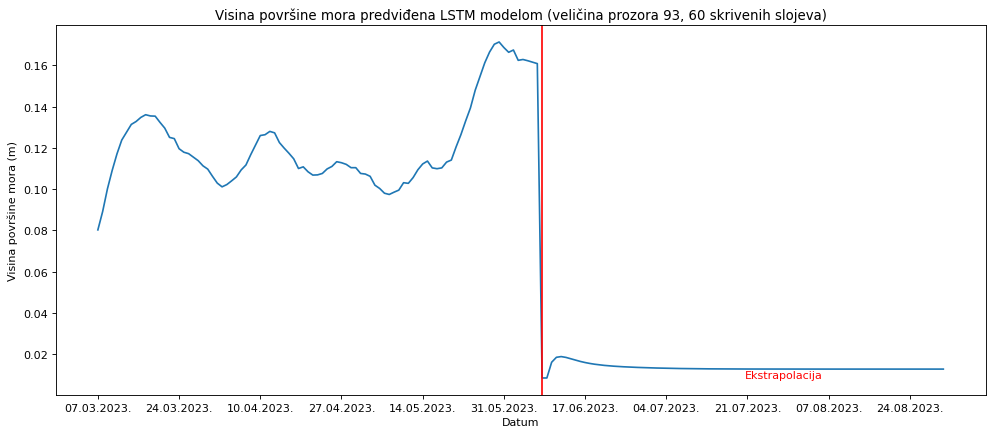 Visina površine mora predviđena LSTM modelom (veličina prozora 93, 60 skrivenih slojeva)
Visina površine mora (m)
0.16
0.14
0.12
0.10
0.08
0.06
0.04
0.02
Ekstrapolacija
07.03.2023. 24.03.2023. 10.04.2023. 27.04.2023. 14.05.2023. 31.05.2023. 17.06.2023. 04.07.2023. 21.07.2023. 07.08.2023. 24.08.2023.
Datum